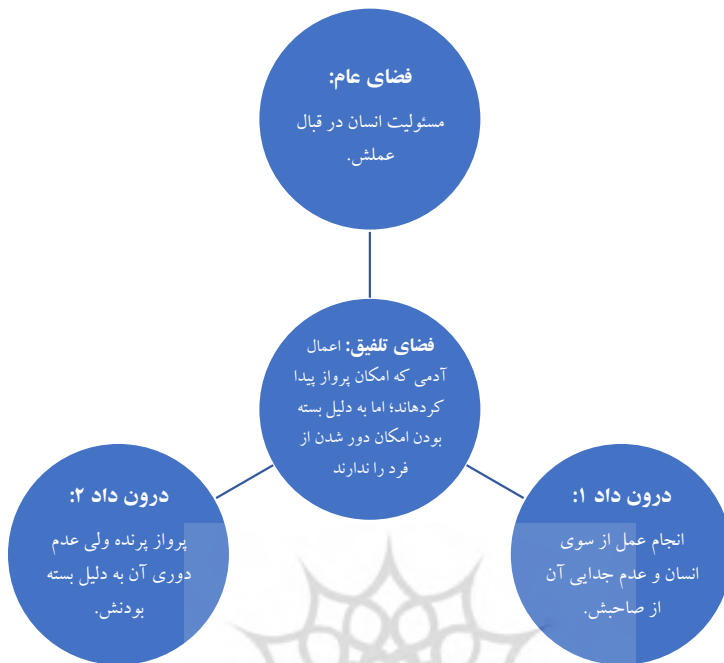 فضای عام:
مسئولیت انسان در قبال
عملش.
فضای تلفیق: اعمال
آدمی که امکان پرواز پیدا
کردهاند؛ اما به دلیل بسته
بودن امکان دور شدن از
فرد را ندارند
درون داد ۱:
انجام عمل از سوی
انسان و عدم جدایی آن
از صاحبش.
درون داد ۲:
پرواز پرنده ولی عدم
دوری آن به دلیل بسته
بودنش.